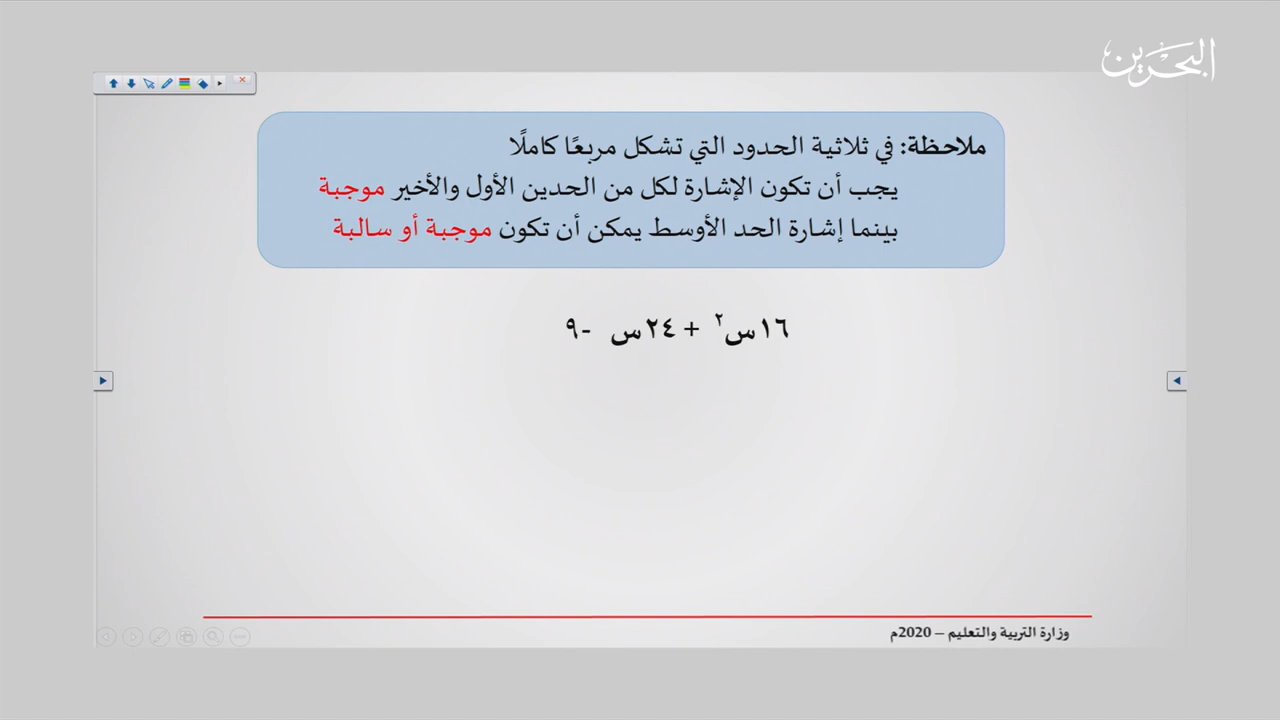 البحرين
ملاحظة: في ثلاثية الحدود التي تشكل مربعًا كاملًا
يجب أن تكون الإشارة لكل من الحدين الأول والأخير موجبة
بينما إشارة الحد الأوسط يمكن أن تكون موجبة أو سالبة
١٦س٢ + ٢٤س -٩
وزارة التربية والتعليم – 2020م